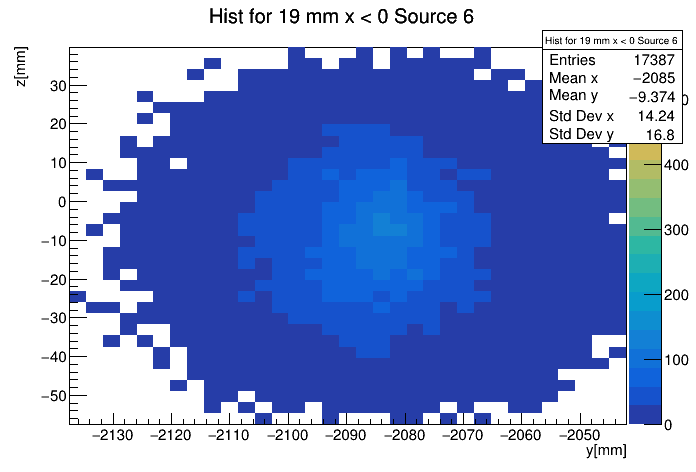 Hist for 19 mm x < 0 Source 6
z[mm]
Hist for 19 mm x < 0 Source 6
Entries 17387
Mean x −2085
Mean y −9.374
Std Dev x 14.24
Std Dev y 16.8
30
20
10
0
−10
−20
−30
−40
−50
−2130 −2120 −2110 −2100 −2090 −2080 −2070 −2060 −2050
y[mm]
0
400
300
200
100
0